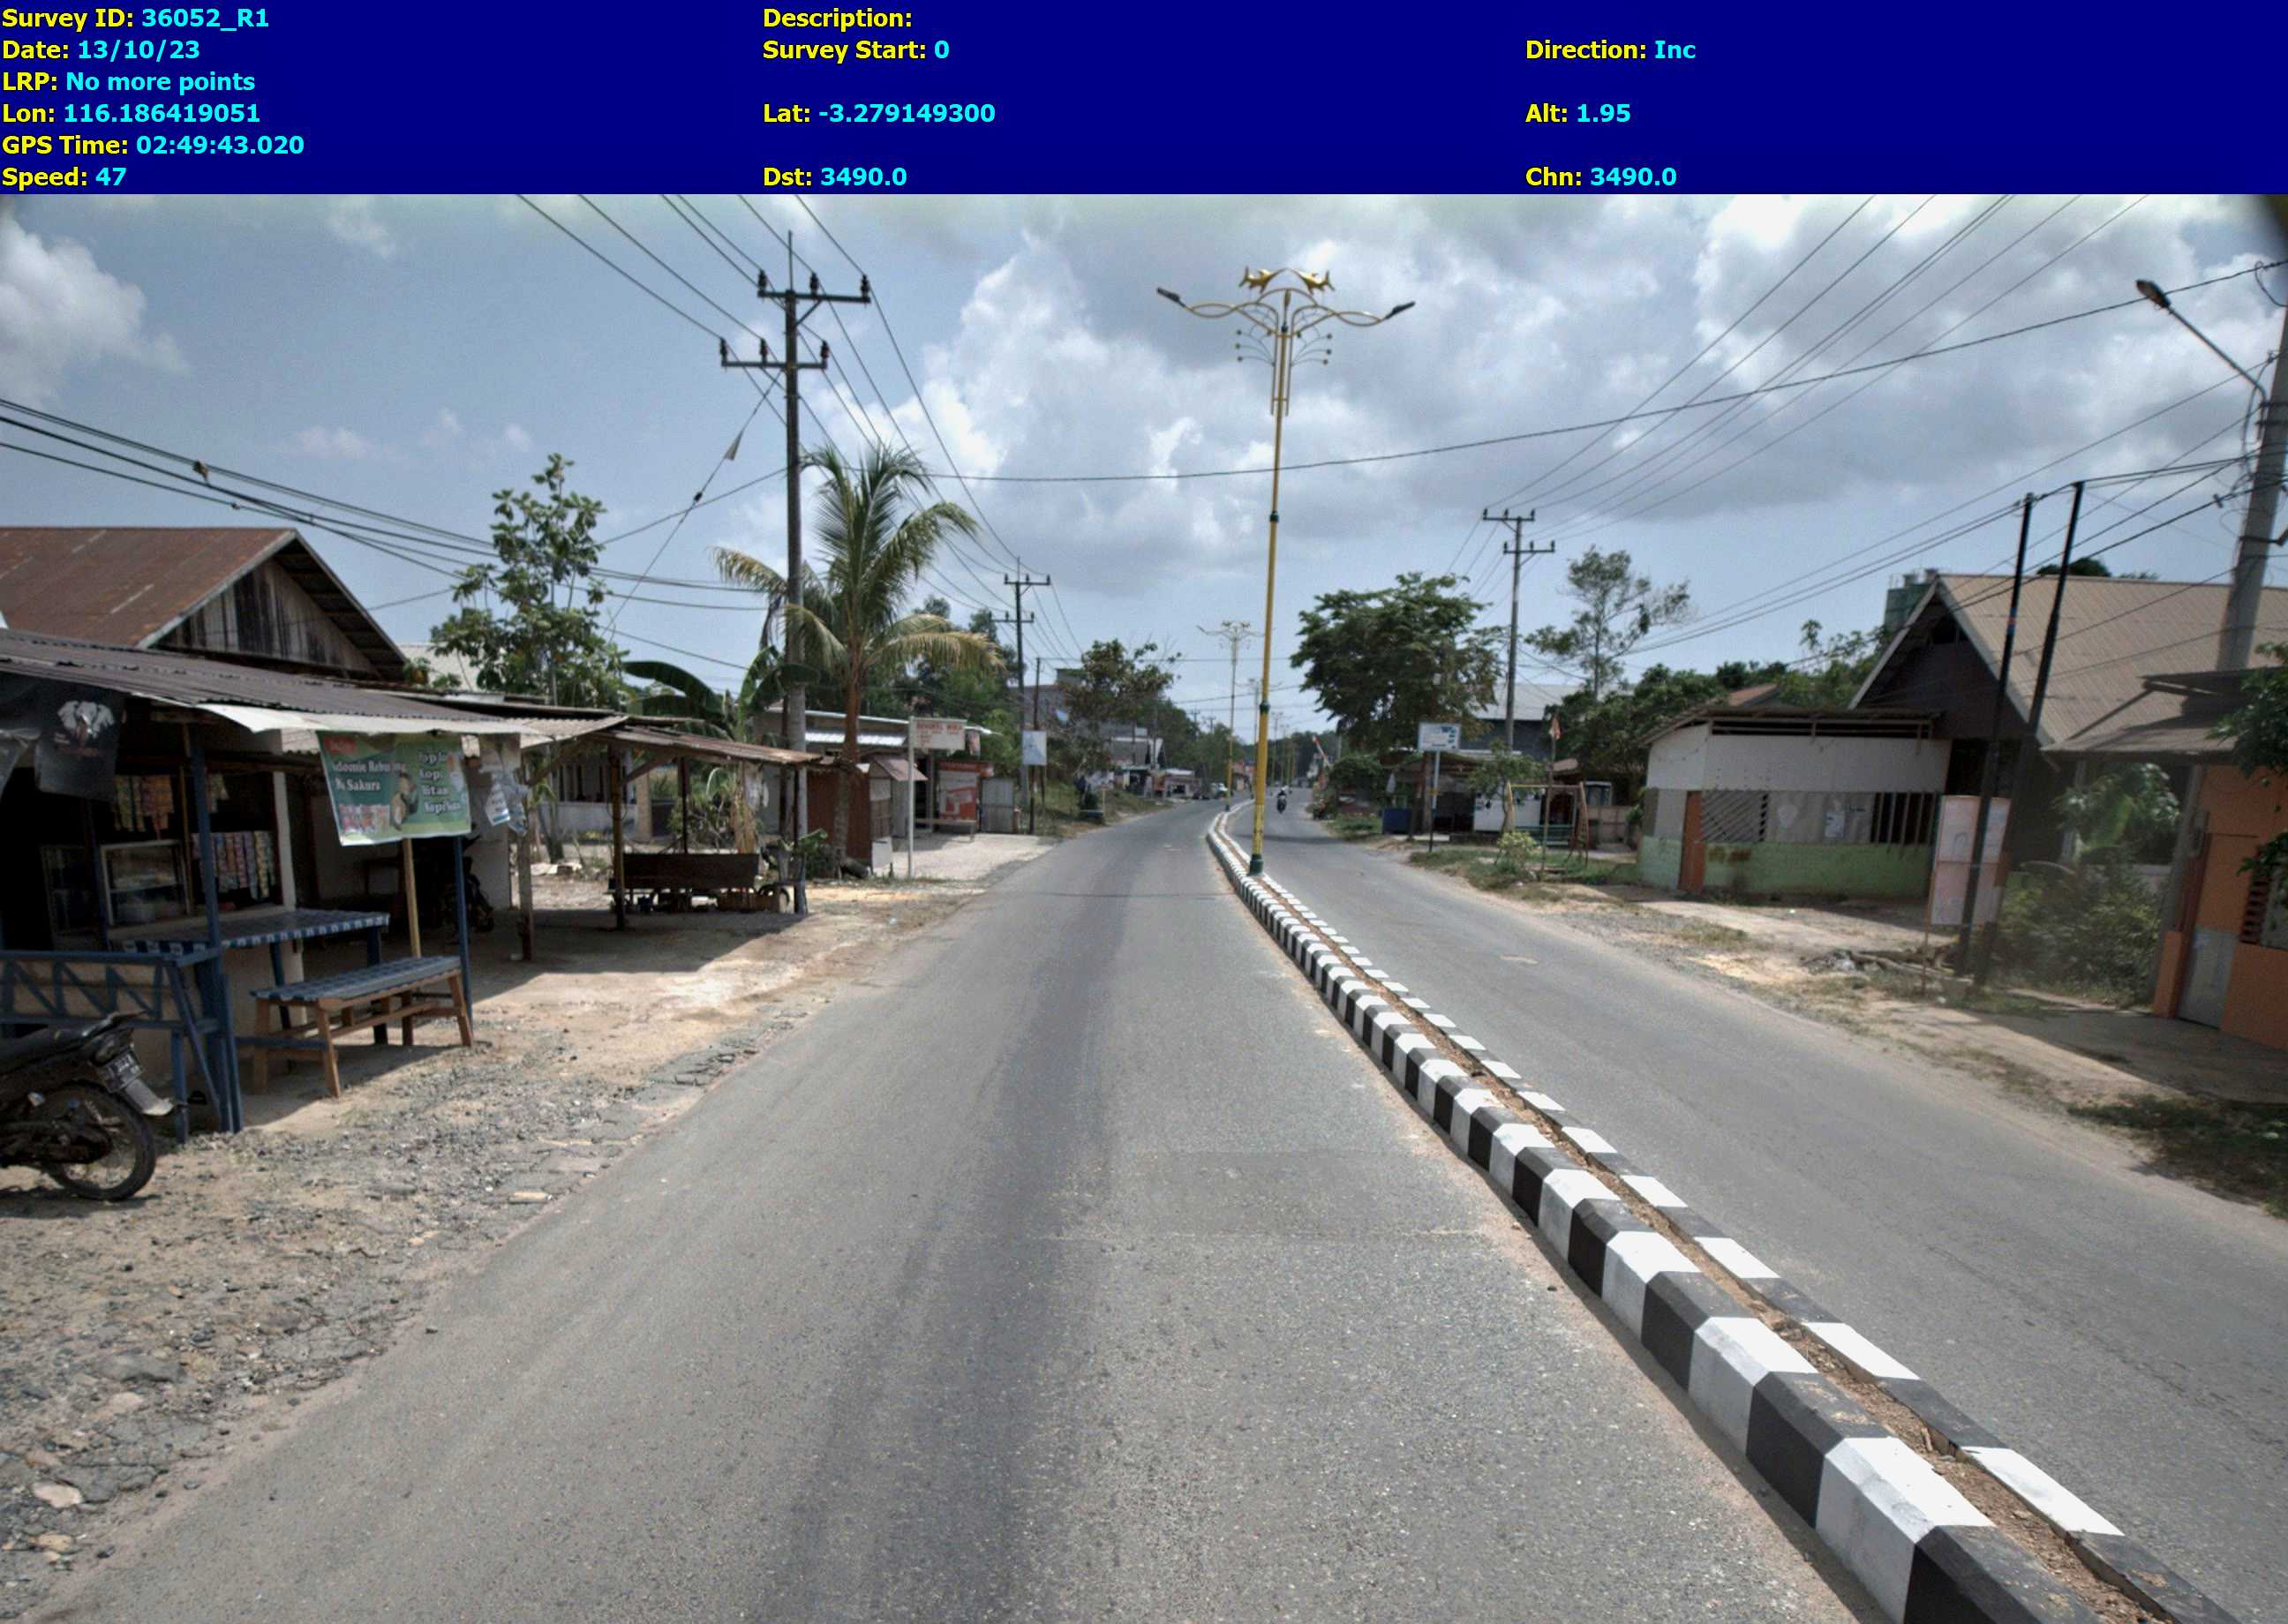 Survey ID: 36052_R1
Description:
Date: 13/10/23
Survey Start: 0
Direction: Inc
LRP: No more points
Lon: 116.186419051
Lat: -3.279149300
Alt: 1.95
GPS Time: 02:49:43.020
Speed: 47
Dst: 3490.0
Chn: 3490.0
Sakura
Kopi